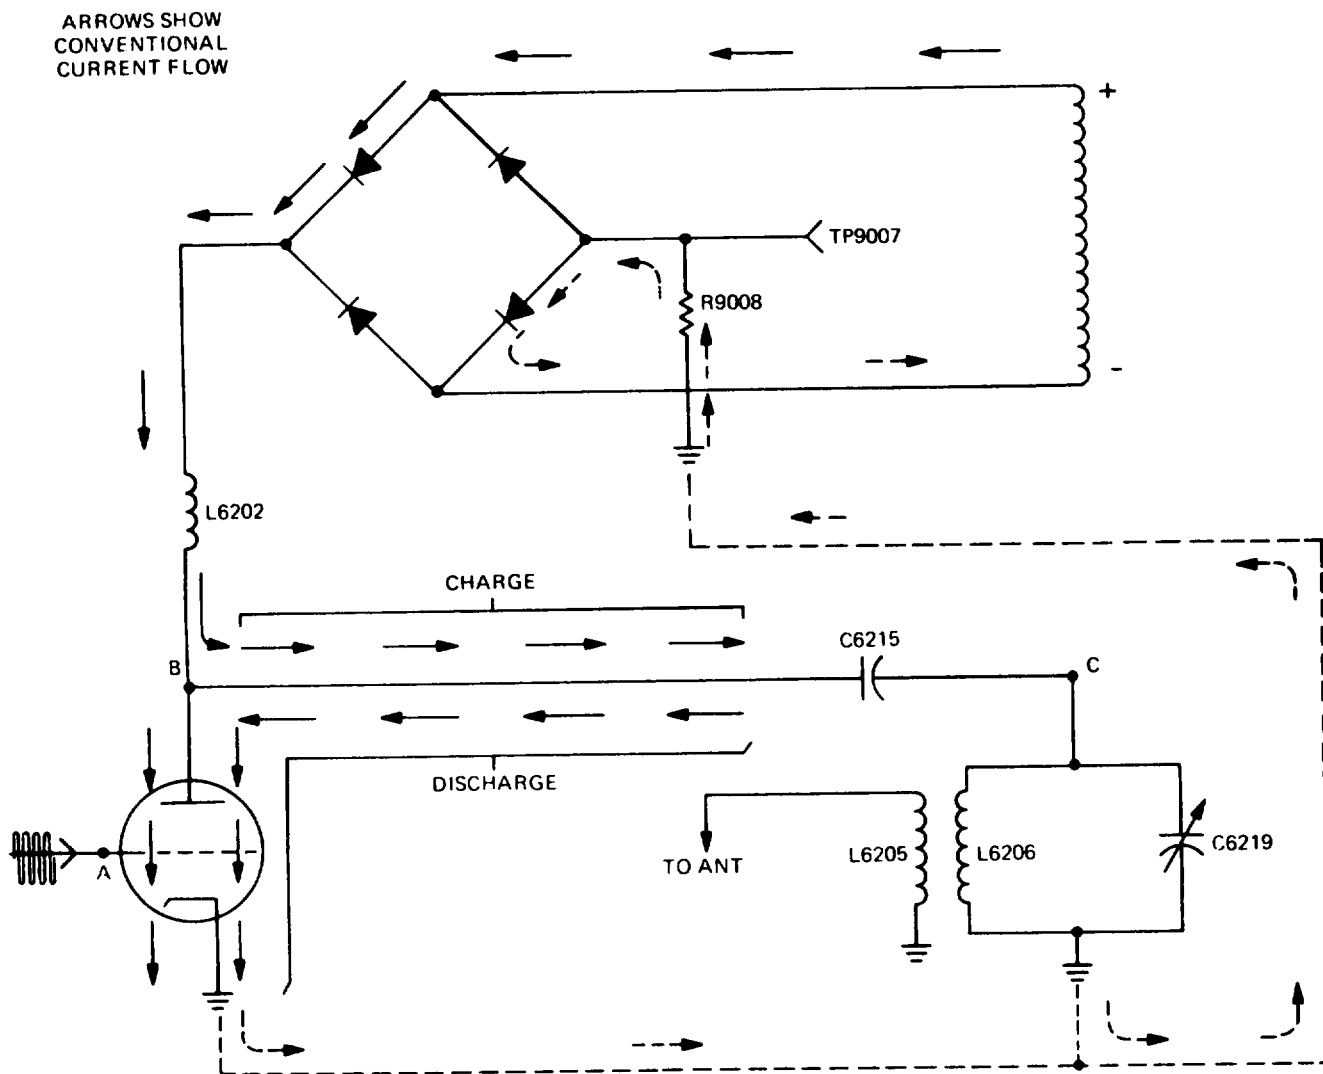 ARROWS SHOW
CONVENTIONAL
CURRENT FLOW
+
TP9007
R9008
-
L6202
CHARGE
C6215
B
C
DISCHARGE
A
TO ANT
L6205
L6206
C6219